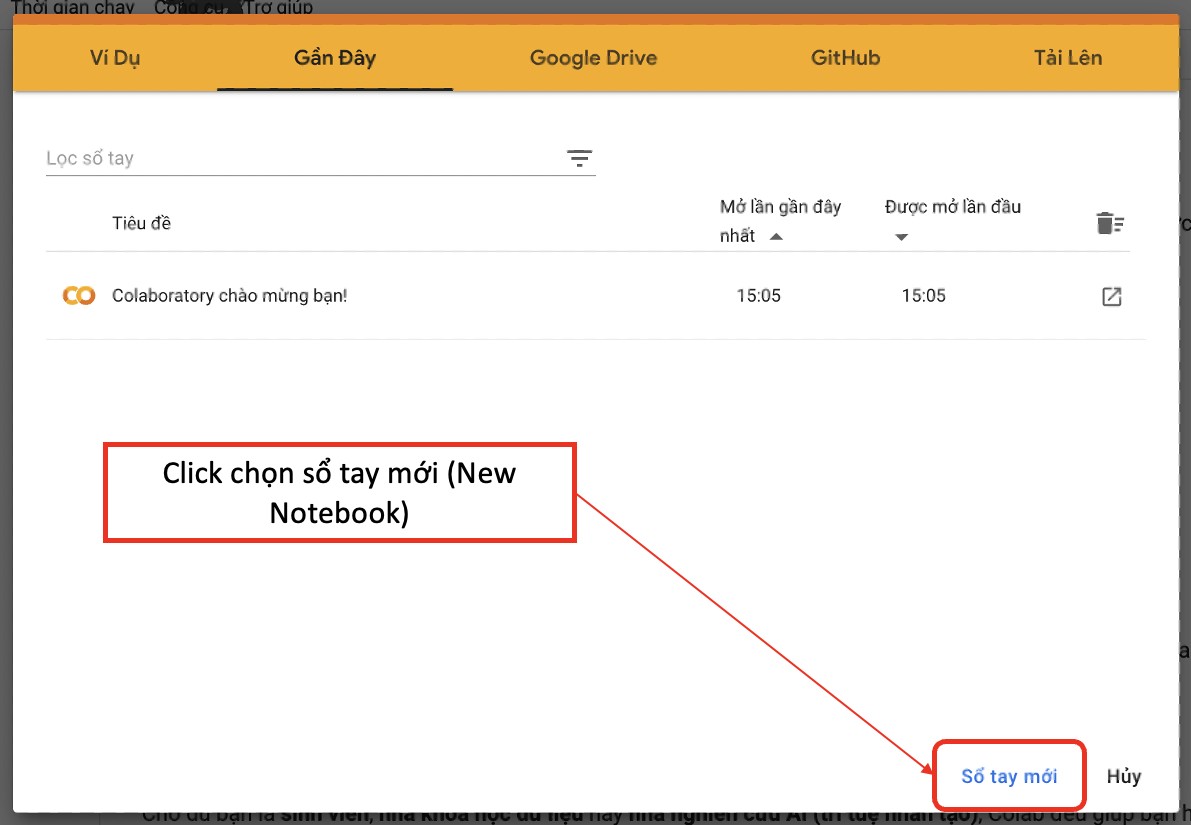 Thời gian chạy Công cụ Trợ giúp
Ví Dụ Gần Đây Google Drive GitHub Tải Lên
Lọc sổ tay
Tiêu đề
Mở lần gần đây
nhất
Được mở lần đầu
Colaboratory chào mừng bạn! 15:05 15:05
Click chọn sổ tay mới (New
Notebook)
Sổ tay mới Hủy
Cho dù bạn là sinh viên, nhà khoa học dữ liệu hay nhà nghiên cứu AI (trí tuệ nhân tạo), Colab đều giúp bạn